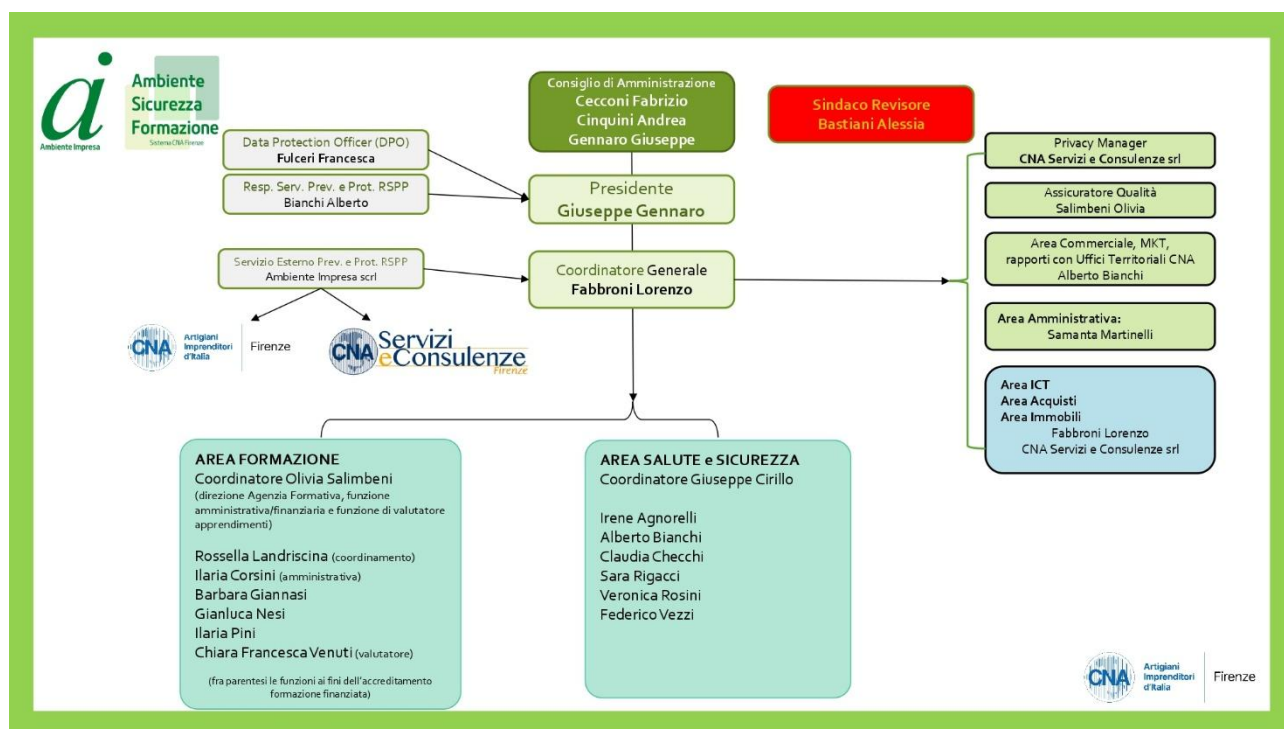 ai
Ambiente Impresa
Ambiente
Sicurezza
Formazione
Sistema CNA Firenze
Consiglio di Amministrazione
Cecconi Fabrizio
Cinquini Andrea
Gennaro Giuseppe
Sindaco Revisore
Bastiani Alessia
Data Protection Officer (DPO)
Fulceri Francesca
Resp. Serv. Prev. e Prot. RSPP
Bianchi Alberto
Presidente
Giuseppe Gennaro
Servizio Esterno Prev. e Prot. RSPP
Ambiente Impresa scrl
Coordinatore Generale
Fabbroni Lorenzo
CNA
Artigiani
Imprenditori
d'Italia
Firenze
CNA
Servizi
eConsulenze
Firenze
Privacy Manager
CNA Servizi e Consulenze srl
Assicuratore Qualità
Salimbeni Olivia
Area Commerciale, MKT,
rapporti con Uffici Territoriali CNA
Alberto Bianchi
Area Amministrativa:
Samanta Martinelli
Area ICT
Area Acquisti
Area Immobili
Fabbroni Lorenzo
CNA Servizi e Consulenze srl
AREA FORMAZIONE
Coordinatore Olivia Salimbeni
(direzione Agenzia Formativa, funzione
amministrativa/finanziaria e funzione di valutatore
apprendimenti)
Rossella Landriscina (coordinamento)
Ilaria Corsini (amministrativa)
Barbara Giannasi
Gianluca Nesi
Ilaria Pini
Chiara Francesca Venuti (valutatore)
(fra parentesi le funzioni ai fini dell'accreditamento
formazione finanziata)
AREA SALUTE e SICUREZZA
Coordinatore Giuseppe Cirillo
Irene Agnorelli
Alberto Bianchi
Claudia Checchi
Sara Rigacci
Veronica Rosini
Federico Vezzi
CNA
Artigiani
Imprenditori
d'Italia
Firenze